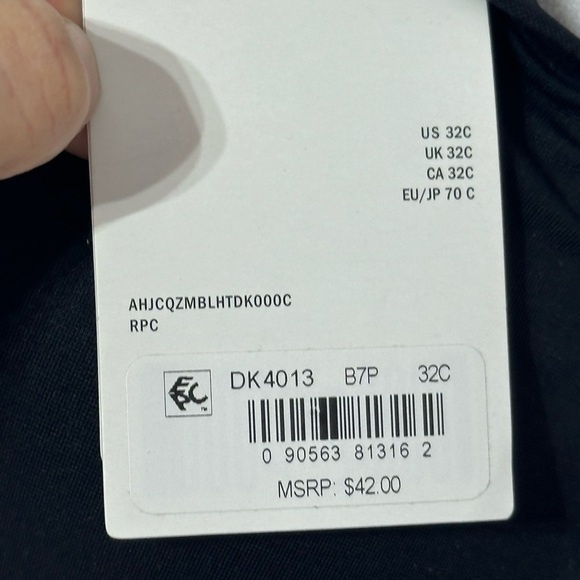 US 32C
UK 32C
CA 32C
EU/JP 70 C
AHJCQZMBLHTDK000C
RPC
EPC™
DK4013 B7P 32C
0 90563 81316 2
MSRP: $42.00